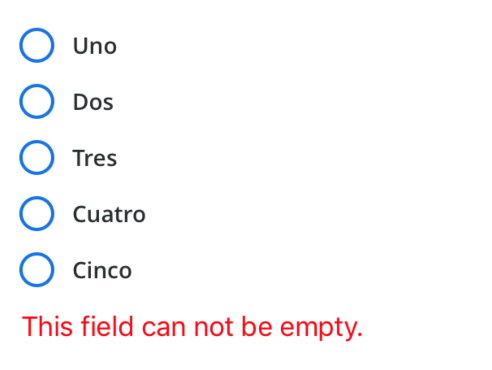 Uno
Dos
Tres
Cuatro
Cinco
This field can not be empty.